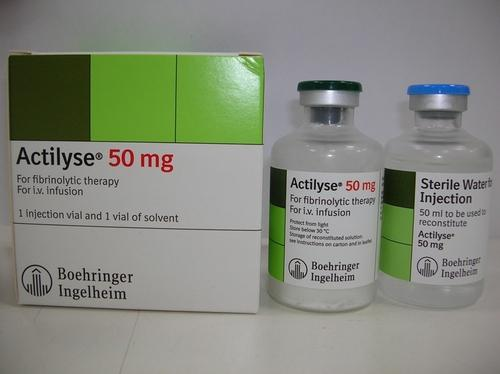 Actilyse® 50 mg
For fibrinolytic therapy
For i.v. infusion
1 injection vial and 1 vial of solvent
Boehringer
Ingelheim
Actilyse® 50 mg
For fibrinolytic therapy
For i.v. infusion
Protect from light
Store below 30 °C
Storage of reconstituted solution:
see instructions on carton and in leaflet
Boehringer
Ingelheim
Sterile Water
Injection
50 ml to be used to
reconstitute
Actilyse®
50 mg
Boehringer
Ingelheim